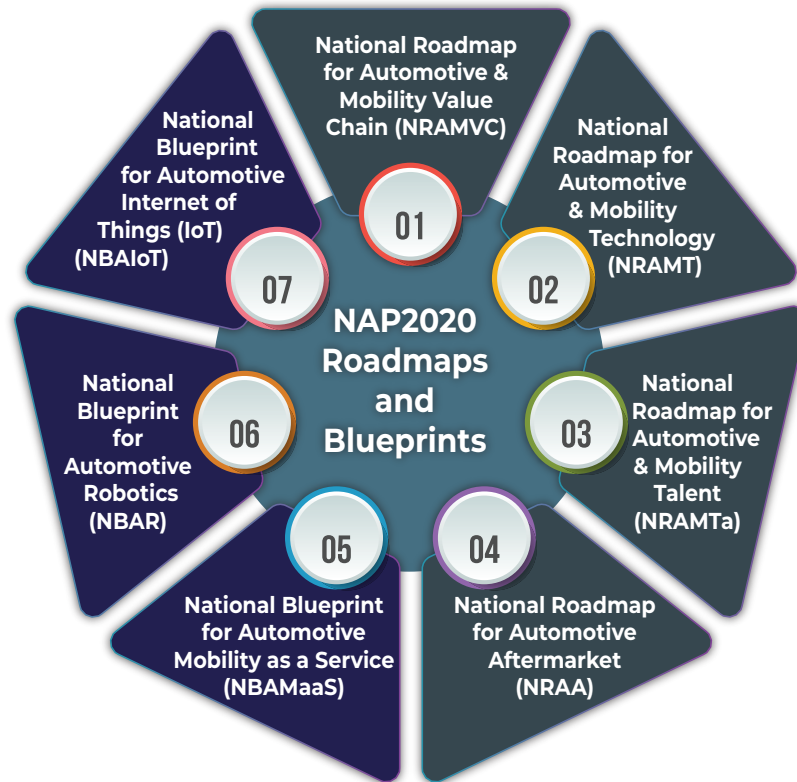 National Roadmap
for Automotive &
Mobility Value
Chain (NRAMVC)
01
National
Roadmap for
Automotive
& Mobility
Technology
(NRAMT)
02
National
Roadmap for
Automotive
& Mobility
Talent
(NRAMTa)
03
National Roadmap
for Automotive
Aftermarket
(NRAA)
04
National Blueprint
for Automotive
Mobility as a Service
(NBAMaaS)
05
National
Blueprint
for
Automotive
Robotics
(NBAR)
06
National
Blueprint
for Automotive
Internet of
Things (IoT)
(NBAIoT)
07
NAP2020
Roadmaps
and
Blueprints